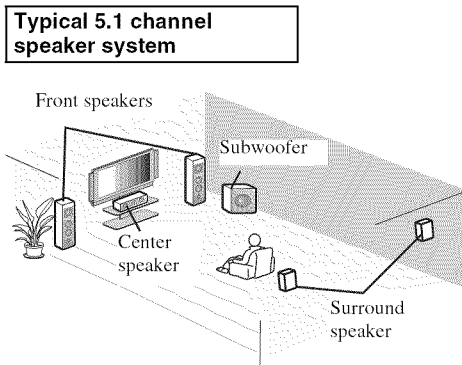 Typical 5.1 channel
speaker system
Front speakers
Subwoofer
Center
speaker
Surround
speaker